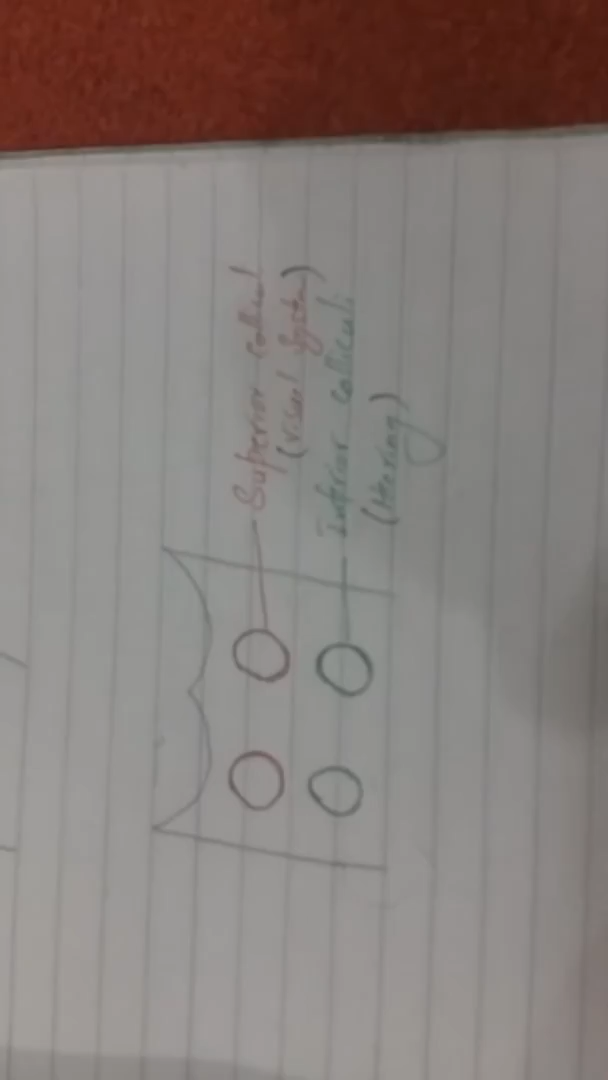 Superior Colliculi
(visual System)
Inferior Colliculi
(Hearing)